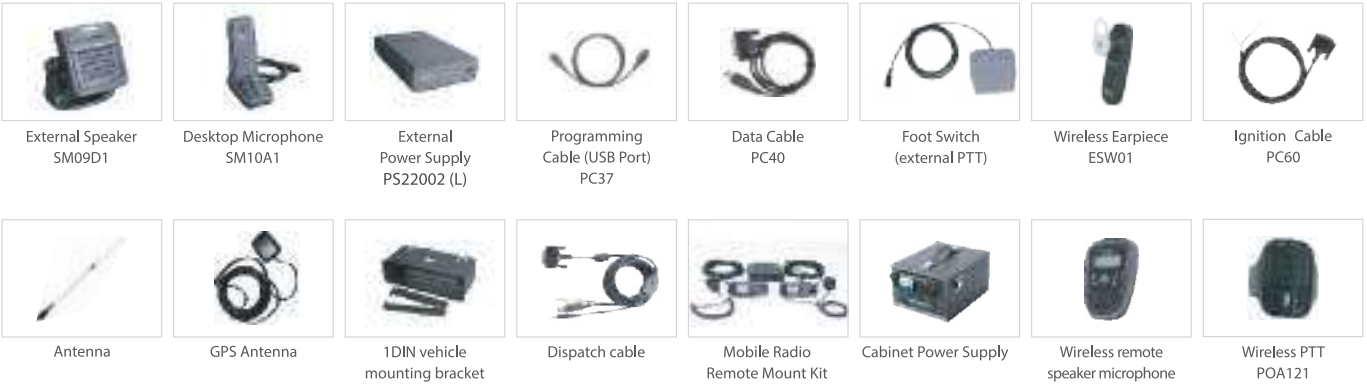 External Speaker
SM09D1
Desktop Microphone
SM10A1
External
Power Supply
PS22002 (L)
Programming
Cable (USB Port)
PC37
Data Cable
PC40
Foot Switch
(external PTT)
Wireless Earpiece
ESW01
Ignition Cable
PC60
Antenna
GPS Antenna
1DIN vehicle
mounting bracket
Dispatch cable
Mobile Radio
Remote Mount Kit
Cabinet Power Supply
Wireless remote
speaker microphone
Wireless PTT
POA121